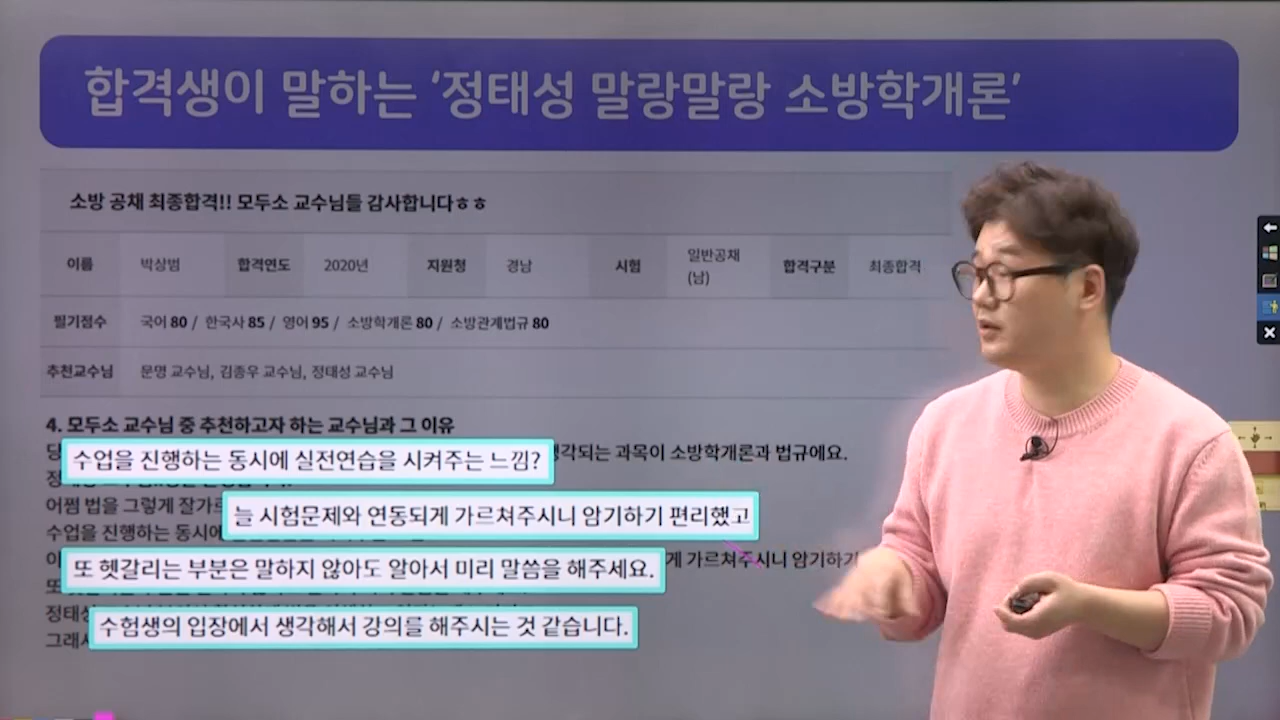 합격생이 말하는 ‘정태성 말랑말랑 소방학개론’
소방 공채 최종합격!! 모두소 교수님들 감사합니다ㅎㅎ
이름 박상범 합격연도 2020년 지원청 경남 시험 일반공채 (남) 합격구분 최종합격
필기점수 국어 80 / 한국사 85 / 영어 95 / 소방학개론 80 / 소방관계법규 80
추천교수님 문명 교수님, 김종우 교수님, 정태성 교수님
4. 모두소 교수님 중 추천하고자 하는 교수님과 그 이유
생각되는 과목이 소방학개론과 법규에요.
수업을 진행하는 동시에 실전연습을 시켜주는 느낌?
어쩜 법을 그렇게 잘가르
늘 시험문제와 연동되게 가르쳐주시니 암기하기 편리했고
수업을 진행하는 동시에
게 가르쳐주시니 암기하기
또 헷갈리는 부분은 말하지 않아도 알아서 미리 말씀을 해주세요.
정태성
수험생의 입장에서 생각해서 강의를 해주시는 것 같습니다.
그래서